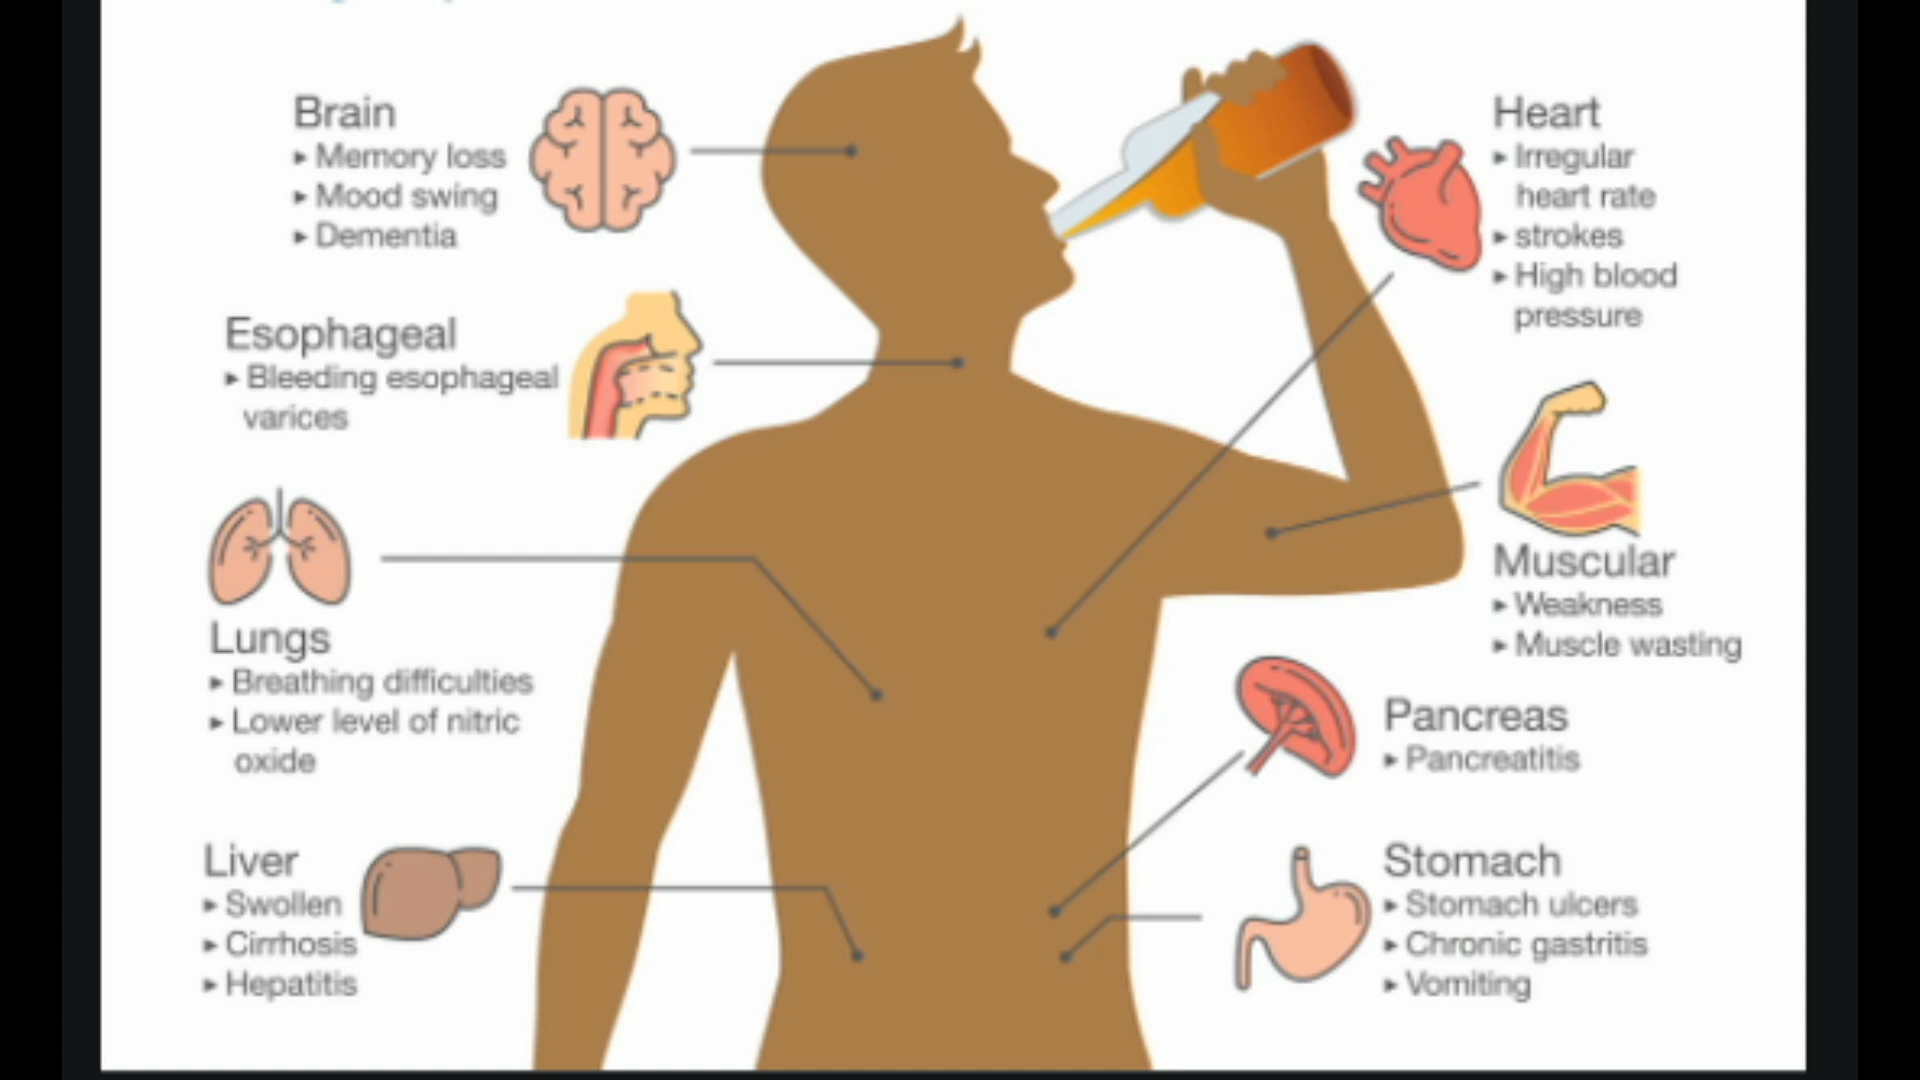 Brain
▸ Memory loss
▸ Mood swing
▸ Dementia
Esophageal
▸ Bleeding esophageal
varices
Lungs
▸ Breathing difficulties
▸ Lower level of nitric
oxide
Liver
▸ Swollen
▸ Cirrhosis
▸ Hepatitis
Heart
▸ Irregular
heart rate
▸ strokes
▸ High blood
pressure
Muscular
▸ Weakness
▸ Muscle wasting
Pancreas
▸ Pancreatitis
Stomach
▸ Stomach ulcers
▸ Chronic gastritis
▸ Vomiting